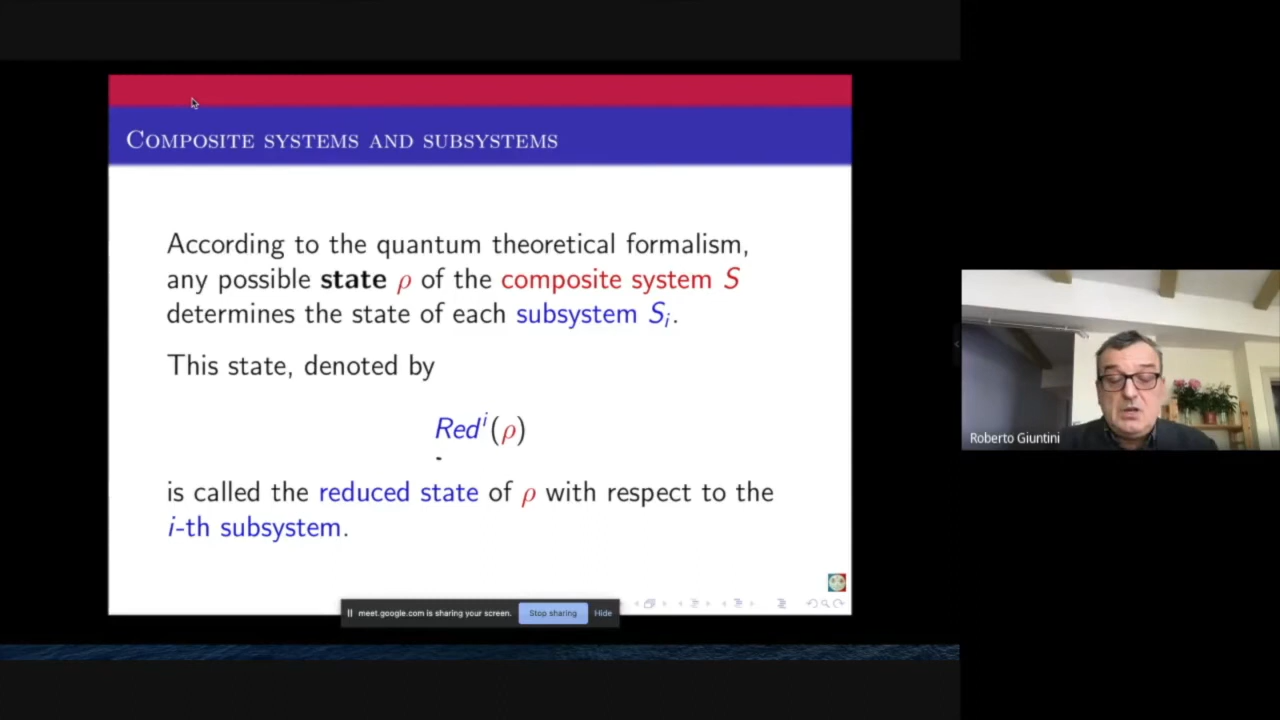 COMPOSITE SYSTEMS AND SUBSYSTEMS
According to the quantum theoretical formalism,
any possible state ρ of the composite system S
determines the state of each subsystem Sᵢ.
This state, denoted by
Redⁱ(ρ)
is called the reduced state of ρ with respect to the
i-th subsystem.
meet.google.com is sharing your screen. Stop sharing Hide
Roberto Giuntini